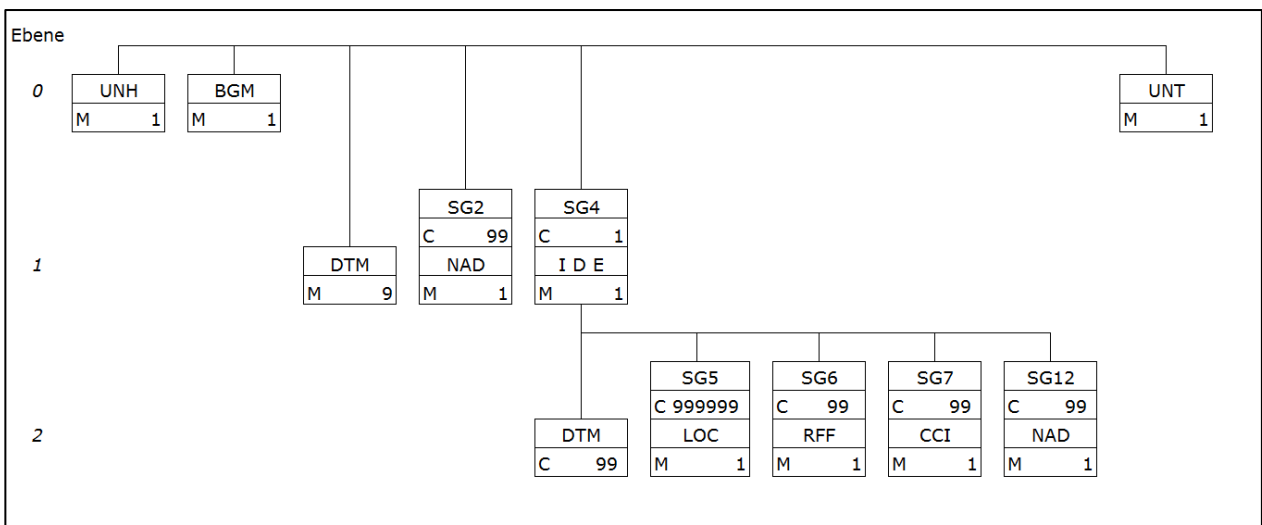 Ebene
0 UNH BGM UNT
M 1 M 1 M 1
SG2 SG4
C 99 C 1
1 DTM NAD I D E
M 9 M 1 M 1
SG5 SG6 SG7 SG12
C 999999 C 99 C 99 C 99
2 DTM LOC RFF CCI NAD
C 99 M 1 M 1 M 1 M 1